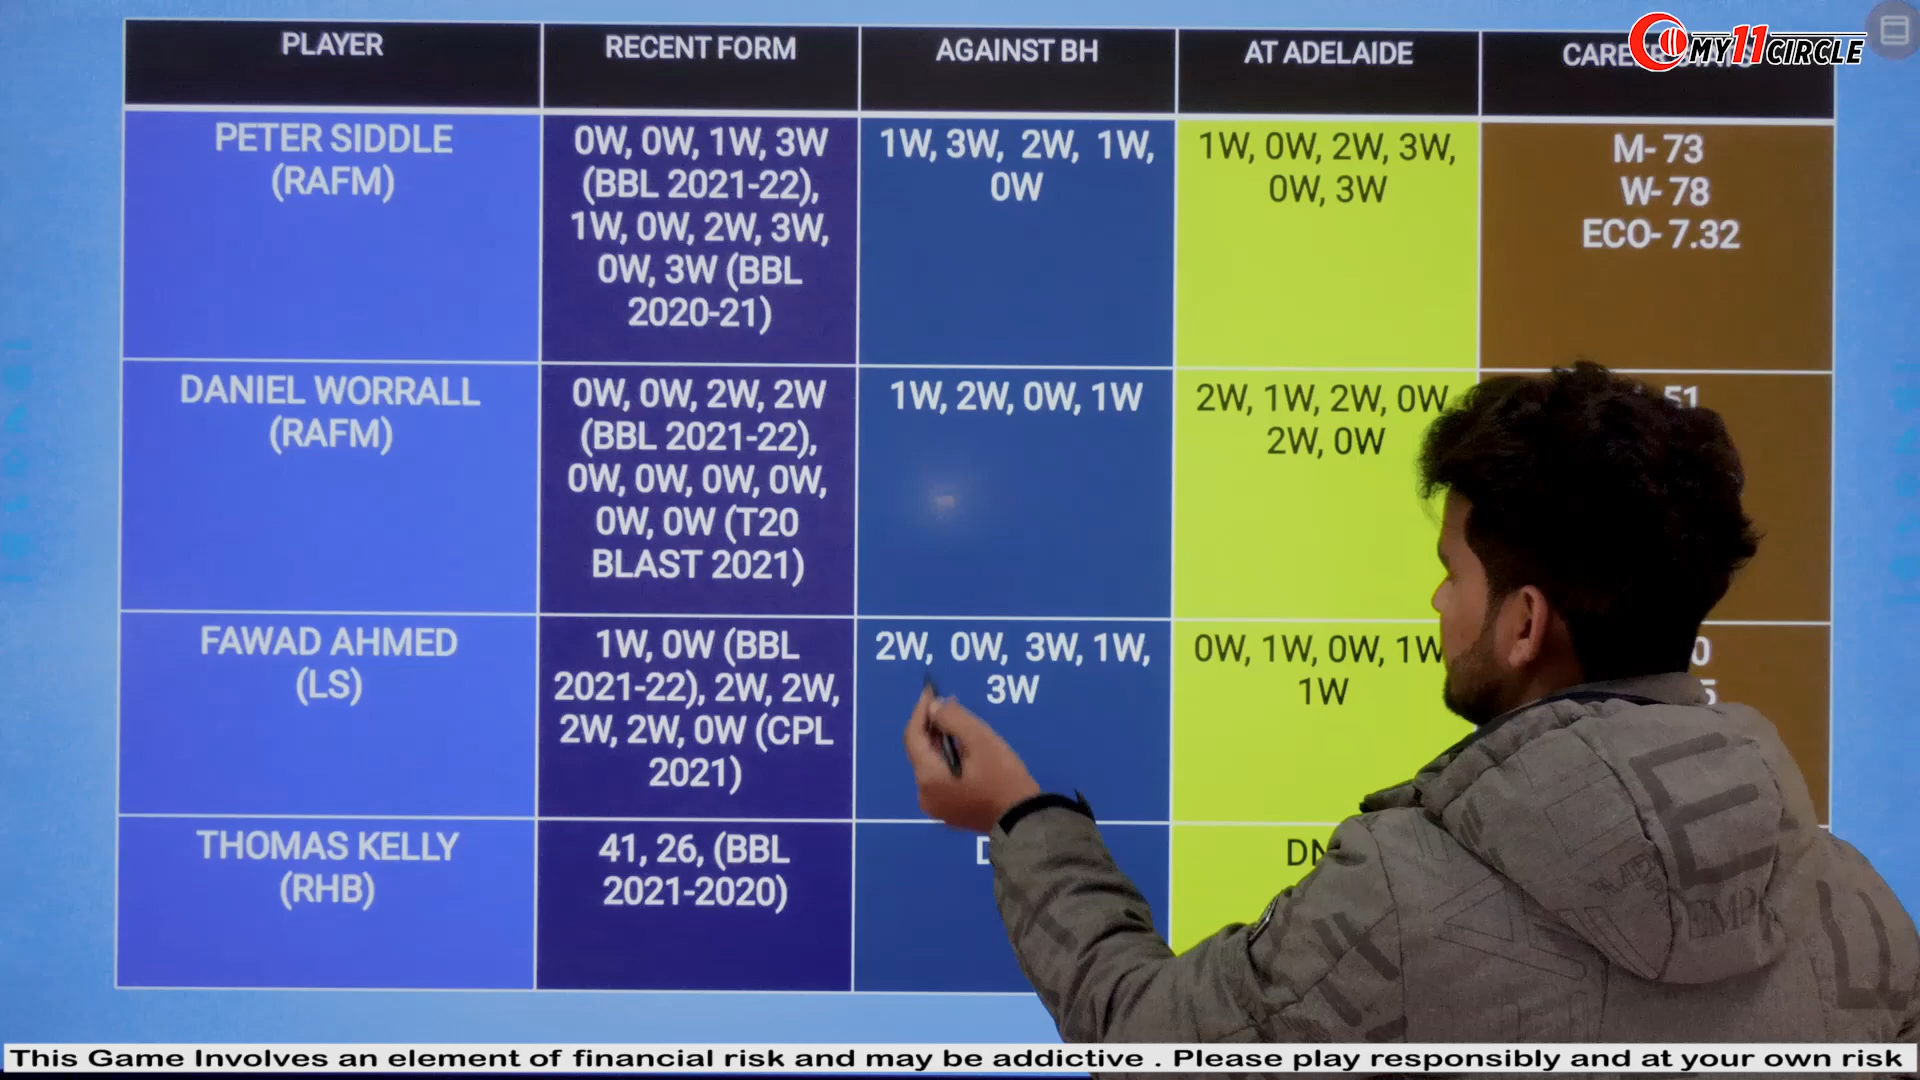 PLAYER
RECENT FORM
AGAINST BH
AT ADELAIDE
MY11CIRCLE
PETER SIDDLE
(RAFM)
0W, 0W, 1W, 3W
(BBL 2021-22),
1W, 0W, 2W, 3W,
0W, 3W (BBL
2020-21)
1W, 3W, 2W, 1W,
0W
1W, 0W, 2W, 3W,
0W, 3W
M- 73
W- 78
ECO- 7.32
DANIEL WORRALL
(RAFM)
0W, 0W, 2W, 2W
(BBL 2021-22),
0W, 0W, 0W, 0W,
0W, 0W (T20
BLAST 2021)
1W, 2W, 0W, 1W
2W, 1W, 2W, 0W
2W, 0W
51
FAWAD AHMED
(LS)
1W, 0W (BBL
2021-22), 2W, 2W,
2W, 2W, 0W (CPL
2021)
2W, 0W, 3W, 1W,
3W
0W, 1W, 0W, 1W
1W
THOMAS KELLY
(RHB)
41, 26, (BBL
2021-2020)
This Game Involves an element of financial risk and may be addictive . Please play responsibly and at your own risk